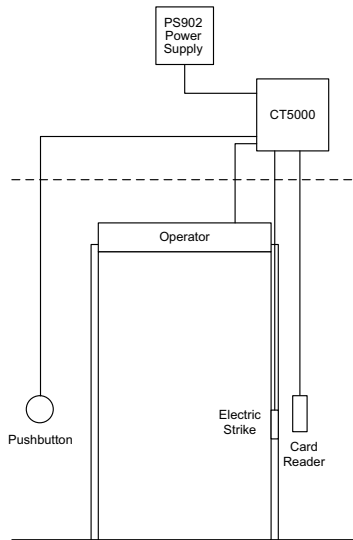 PS902
Power
Supply
CT5000
Operator
Electric
Strike
Pushbutton
Card
Reader